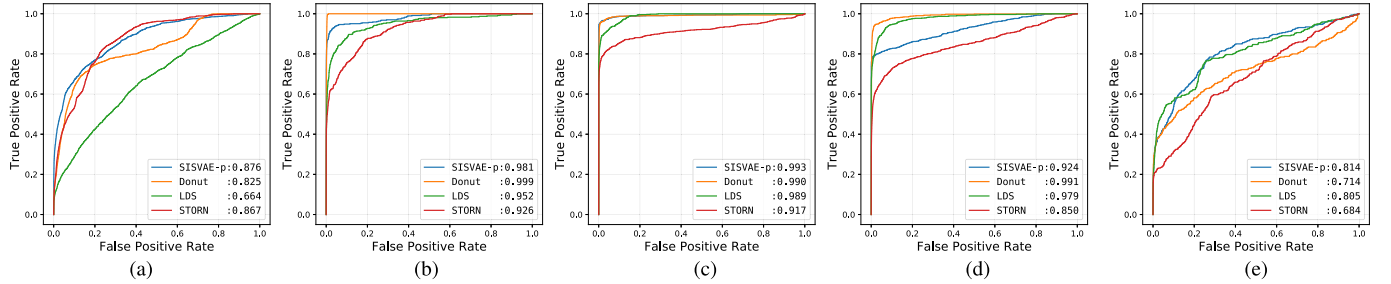 True Positive Rate
1.0
0.8
0.6
0.4
0.2
0.0
SISVAE-p:0.876
Donut :0.825
LDS :0.664
STORN :0.867
0.0 0.2 0.4 0.6 0.8 1.0
False Positive Rate
(a)
True Positive Rate
1.0
0.8
0.6
0.4
0.2
0.0
SISVAE-p:0.981
Donut :0.999
LDS :0.952
STORN :0.926
0.0 0.2 0.4 0.6 0.8 1.0
False Positive Rate
(b)
True Positive Rate
1.0
0.8
0.6
0.4
0.2
0.0
SISVAE-p:0.993
Donut :0.990
LDS :0.989
STORN :0.917
0.0 0.2 0.4 0.6 0.8 1.0
False Positive Rate
(c)
True Positive Rate
1.0
0.8
0.6
0.4
0.2
0.0
SISVAE-p:0.924
Donut :0.991
LDS :0.979
STORN :0.850
0.0 0.2 0.4 0.6 0.8 1.0
False Positive Rate
(d)
True Positive Rate
1.0
0.8
0.6
0.4
0.2
0.0
SISVAE-p:0.814
Donut :0.714
LDS :0.805
STORN :0.684
0.0 0.2 0.4 0.6 0.8 1.0
False Positive Rate
(e)